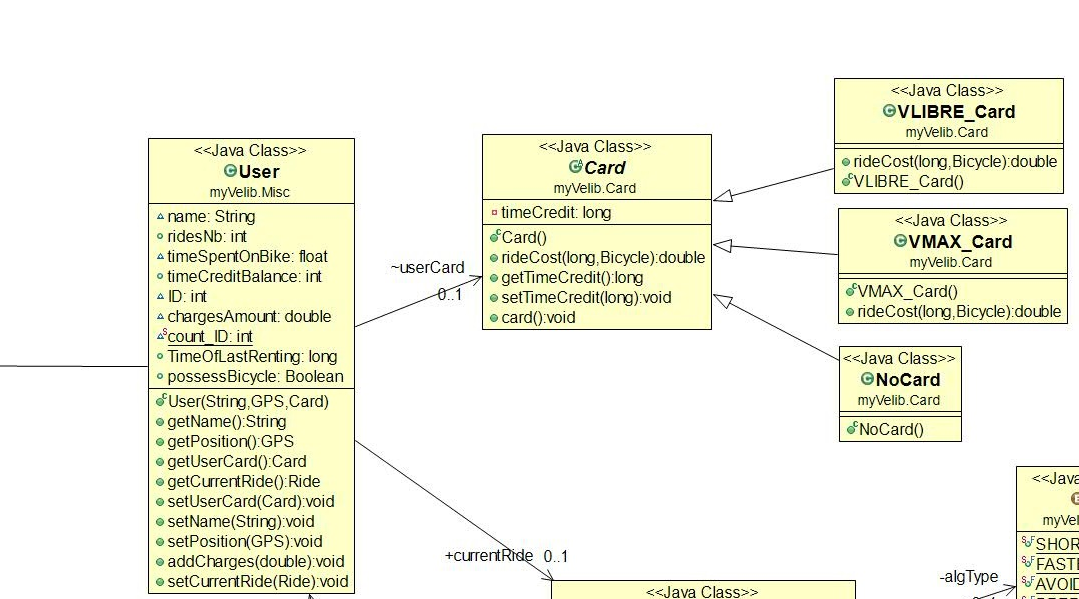 <<Java Class>>
User
myVelib.Misc
name: String
ridesNb: int
timeSpentOnBike: float
timeCreditBalance: int
ID: int
chargesAmount: double
count_ID: int
TimeOfLastRenting: long
possessBicycle: Boolean
User(String,GPS,Card)
getName():String
getPosition():GPS
getUserCard():Card
getCurrentRide():Ride
setUserCard(Card):void
setName(String):void
setPosition(GPS):void
addCharges(double):void
setCurrentRide(Ride):void
~userCard
0..1
<<Java Class>>
Card
myVelib.Card
timeCredit: long
Card()
rideCost(long,Bicycle):double
getTimeCredit():long
setTimeCredit(long):void
card():void
<<Java Class>>
VLIBRE_Card
myVelib.Card
rideCost(long,Bicycle):double
VLIBRE_Card()
<<Java Class>>
VMAX_Card
myVelib.Card
VMAX_Card()
rideCost(long,Bicycle):double
<<Java Class>>
NoCard
myVelib.Card
NoCard()
+currentRide 0..1
<<Java Class>>
-algType
<<Java
myVel
SHOR
FAST
AVOID